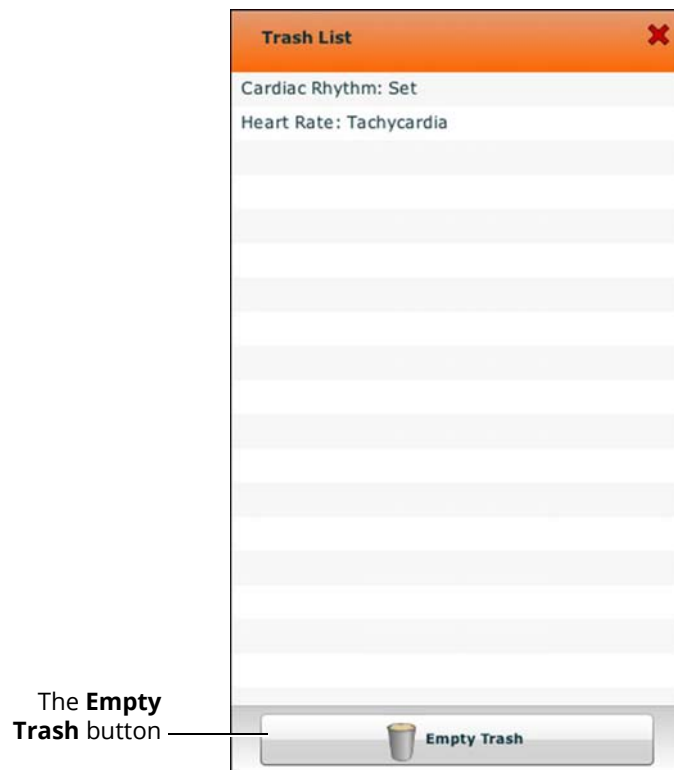 Trash List
Cardiac Rhythm: Set
Heart Rate: Tachycardia
The Empty
Trash button
Empty Trash